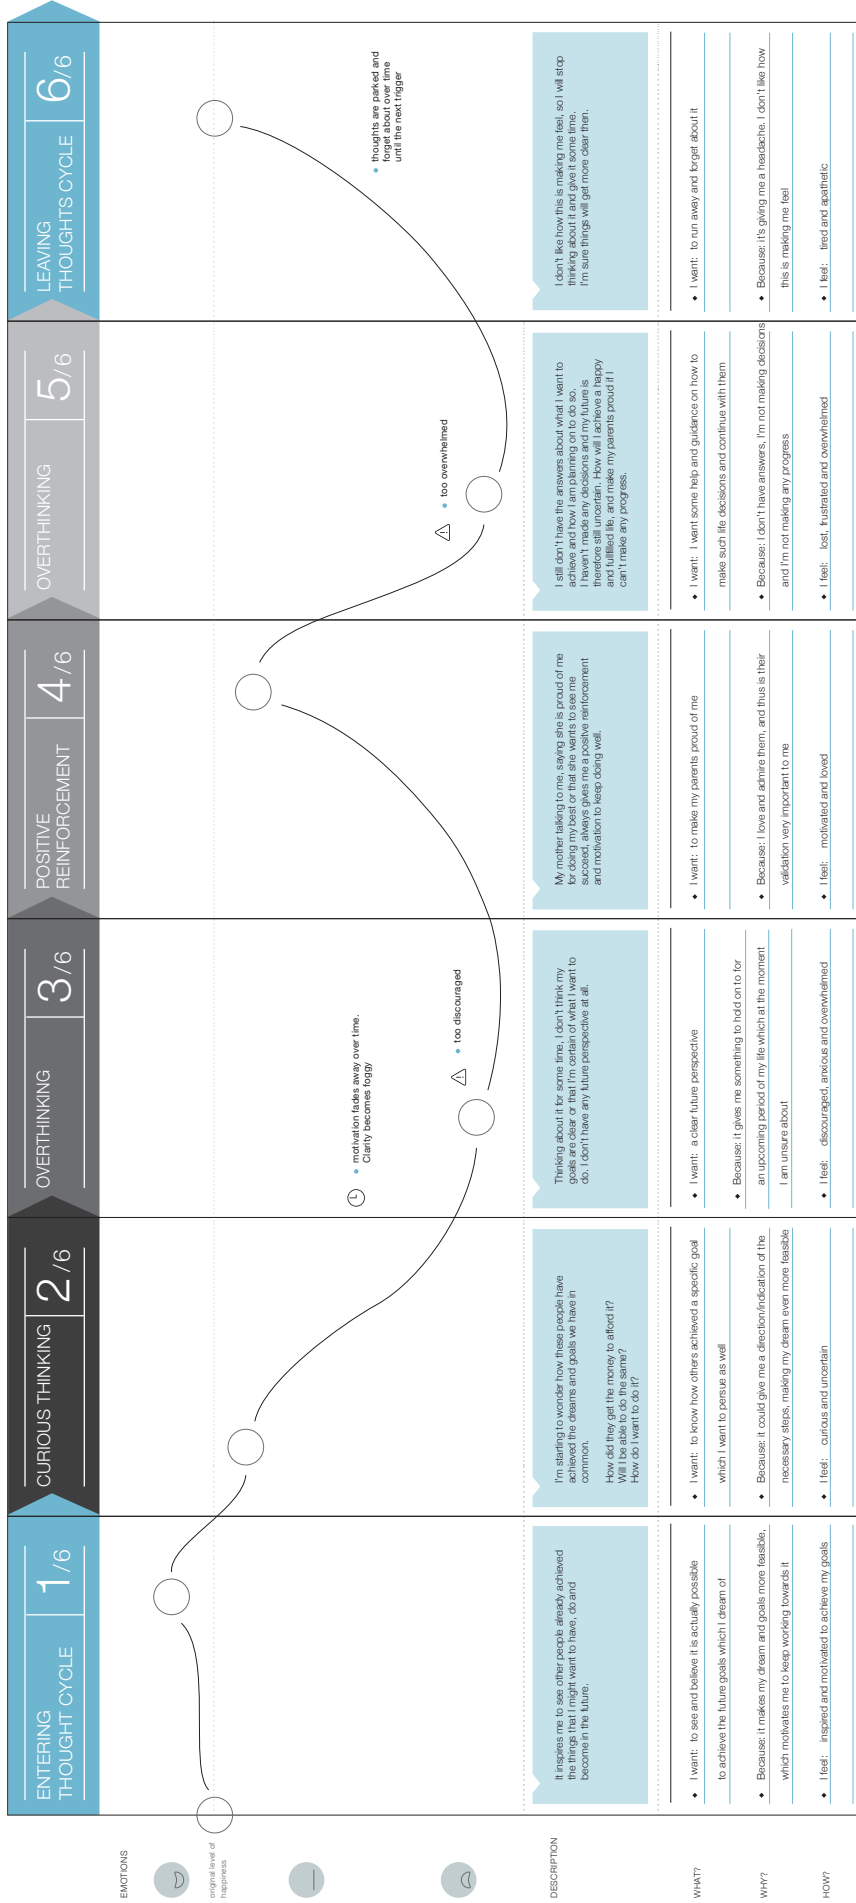 ENTERING
THOUGHT CYCLE
1/6
CURIOUS THINKING
2/6
OVERTHINKING
3/6
POSITIVE
REINFORCEMENT
4/6
OVERTHINKING
5/6
LEAVING
THOUGHTS CYCLE
6/6
EMOTIONS
original level of
happiness
motivation fades away over time.
Clarity becomes foggy
too discouraged
too overwhelmed
thoughts are parked and
forget about over time
until the next trigger
DESCRIPTION
It inspires me to see other people already achieved
the things that I might want to have, do and
become in the future.
I'm starting to wonder how these people have
achieved the dreams and goals we have in
common.
How did they get the money to afford it?
Will I be able to do the same?
How do I want to do it?
Thinking about it for some time, I don't think my
goals are clear or that I'm certain of what I want to
do. I don't have any future perspective at all.
My mother talking to me, saying she is proud of me
for doing my best or that she wants to see me
succeed, always gives me a positve reinforcement
and motivation to keep doing well.
I still don't have the answers about what I want to
achieve and how I am planning on to do so.
I haven't made any decisions and my future is
therefore still uncertain. How will I achieve a happy
and fullfilled life, and make my parents proud if I
can't make any progress.
I don't like how this is making me feel, so I will stop
thinking about it and give it some time.
I'm sure things will get more clear then.
WHAT?
I want: to see and believe it is actually possible
to achieve the future goals which I dream of
I want: to know how others achieved a specific goal
which I want to persue as well
I want: a clear future perspective
I want: to make my parents proud of me
I want: I want some help and guidance on how to
make such life decisions and continue with them
I want: to run away and forget about it
WHY?
Because: it makes my dream and goals more feasible,
which motivates me to keep working towards it
Because: it could give me a direction/indication of the
necessary steps, making my dream even more feasible
Because: it gives me something to hold on to for
an upcoming period of my life which at the moment
I am unsure about
Because: I love and admire them, and thus is their
validation very important to me
Because: I don't have answers, I'm not making decisions
and I'm not making any progress
Because: it's giving me a headache. I don't like how
this is making me feel
HOW?
I feel: inspired and motivated to achieve my goals
I feel: curious and uncertain
I feel: discouraged, anxious and overwhelmed
I feel: motivated and loved
I feel: lost, frustrated and overwhelmed
I feel: tired and apathetic